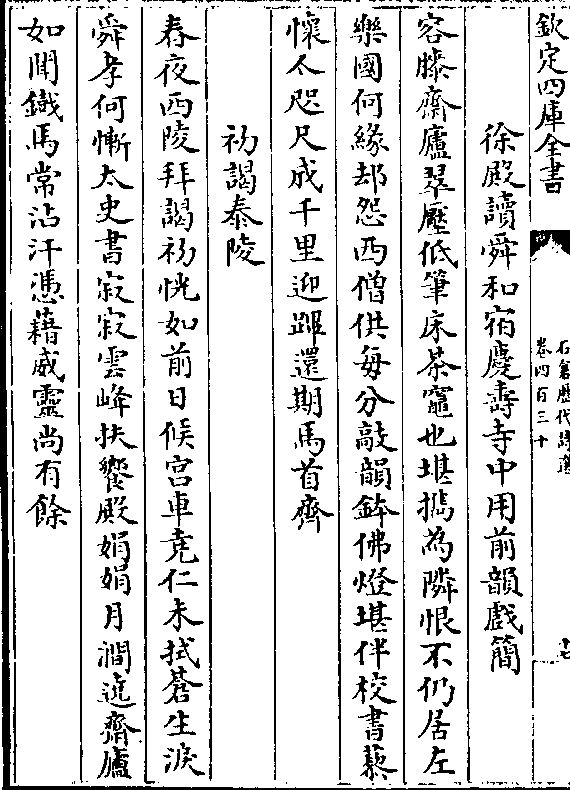 欽定四庫全書
石倉歷代詩選
卷四百三十
徐殿讀舜和宿慶壽寺中用前韻戲簡
容膝齋廬翠壓低筆床茶竈也堪攜為隣恨不仍居左
樂國何緣却怨西僧供每分敲韻鉢佛燈堪伴校書藜
懷人咫尺成千里迎蹕還期馬首齊
初謁泰陵
春夜西陵拜謁初恍如前日候宮車堯仁未拭蒼生淚
舜孝何慚太史書寂寂雲峰扶饗殿娟娟月澗遶齋廬
如聞鐵馬常沾汗憑藉威靈尚有餘